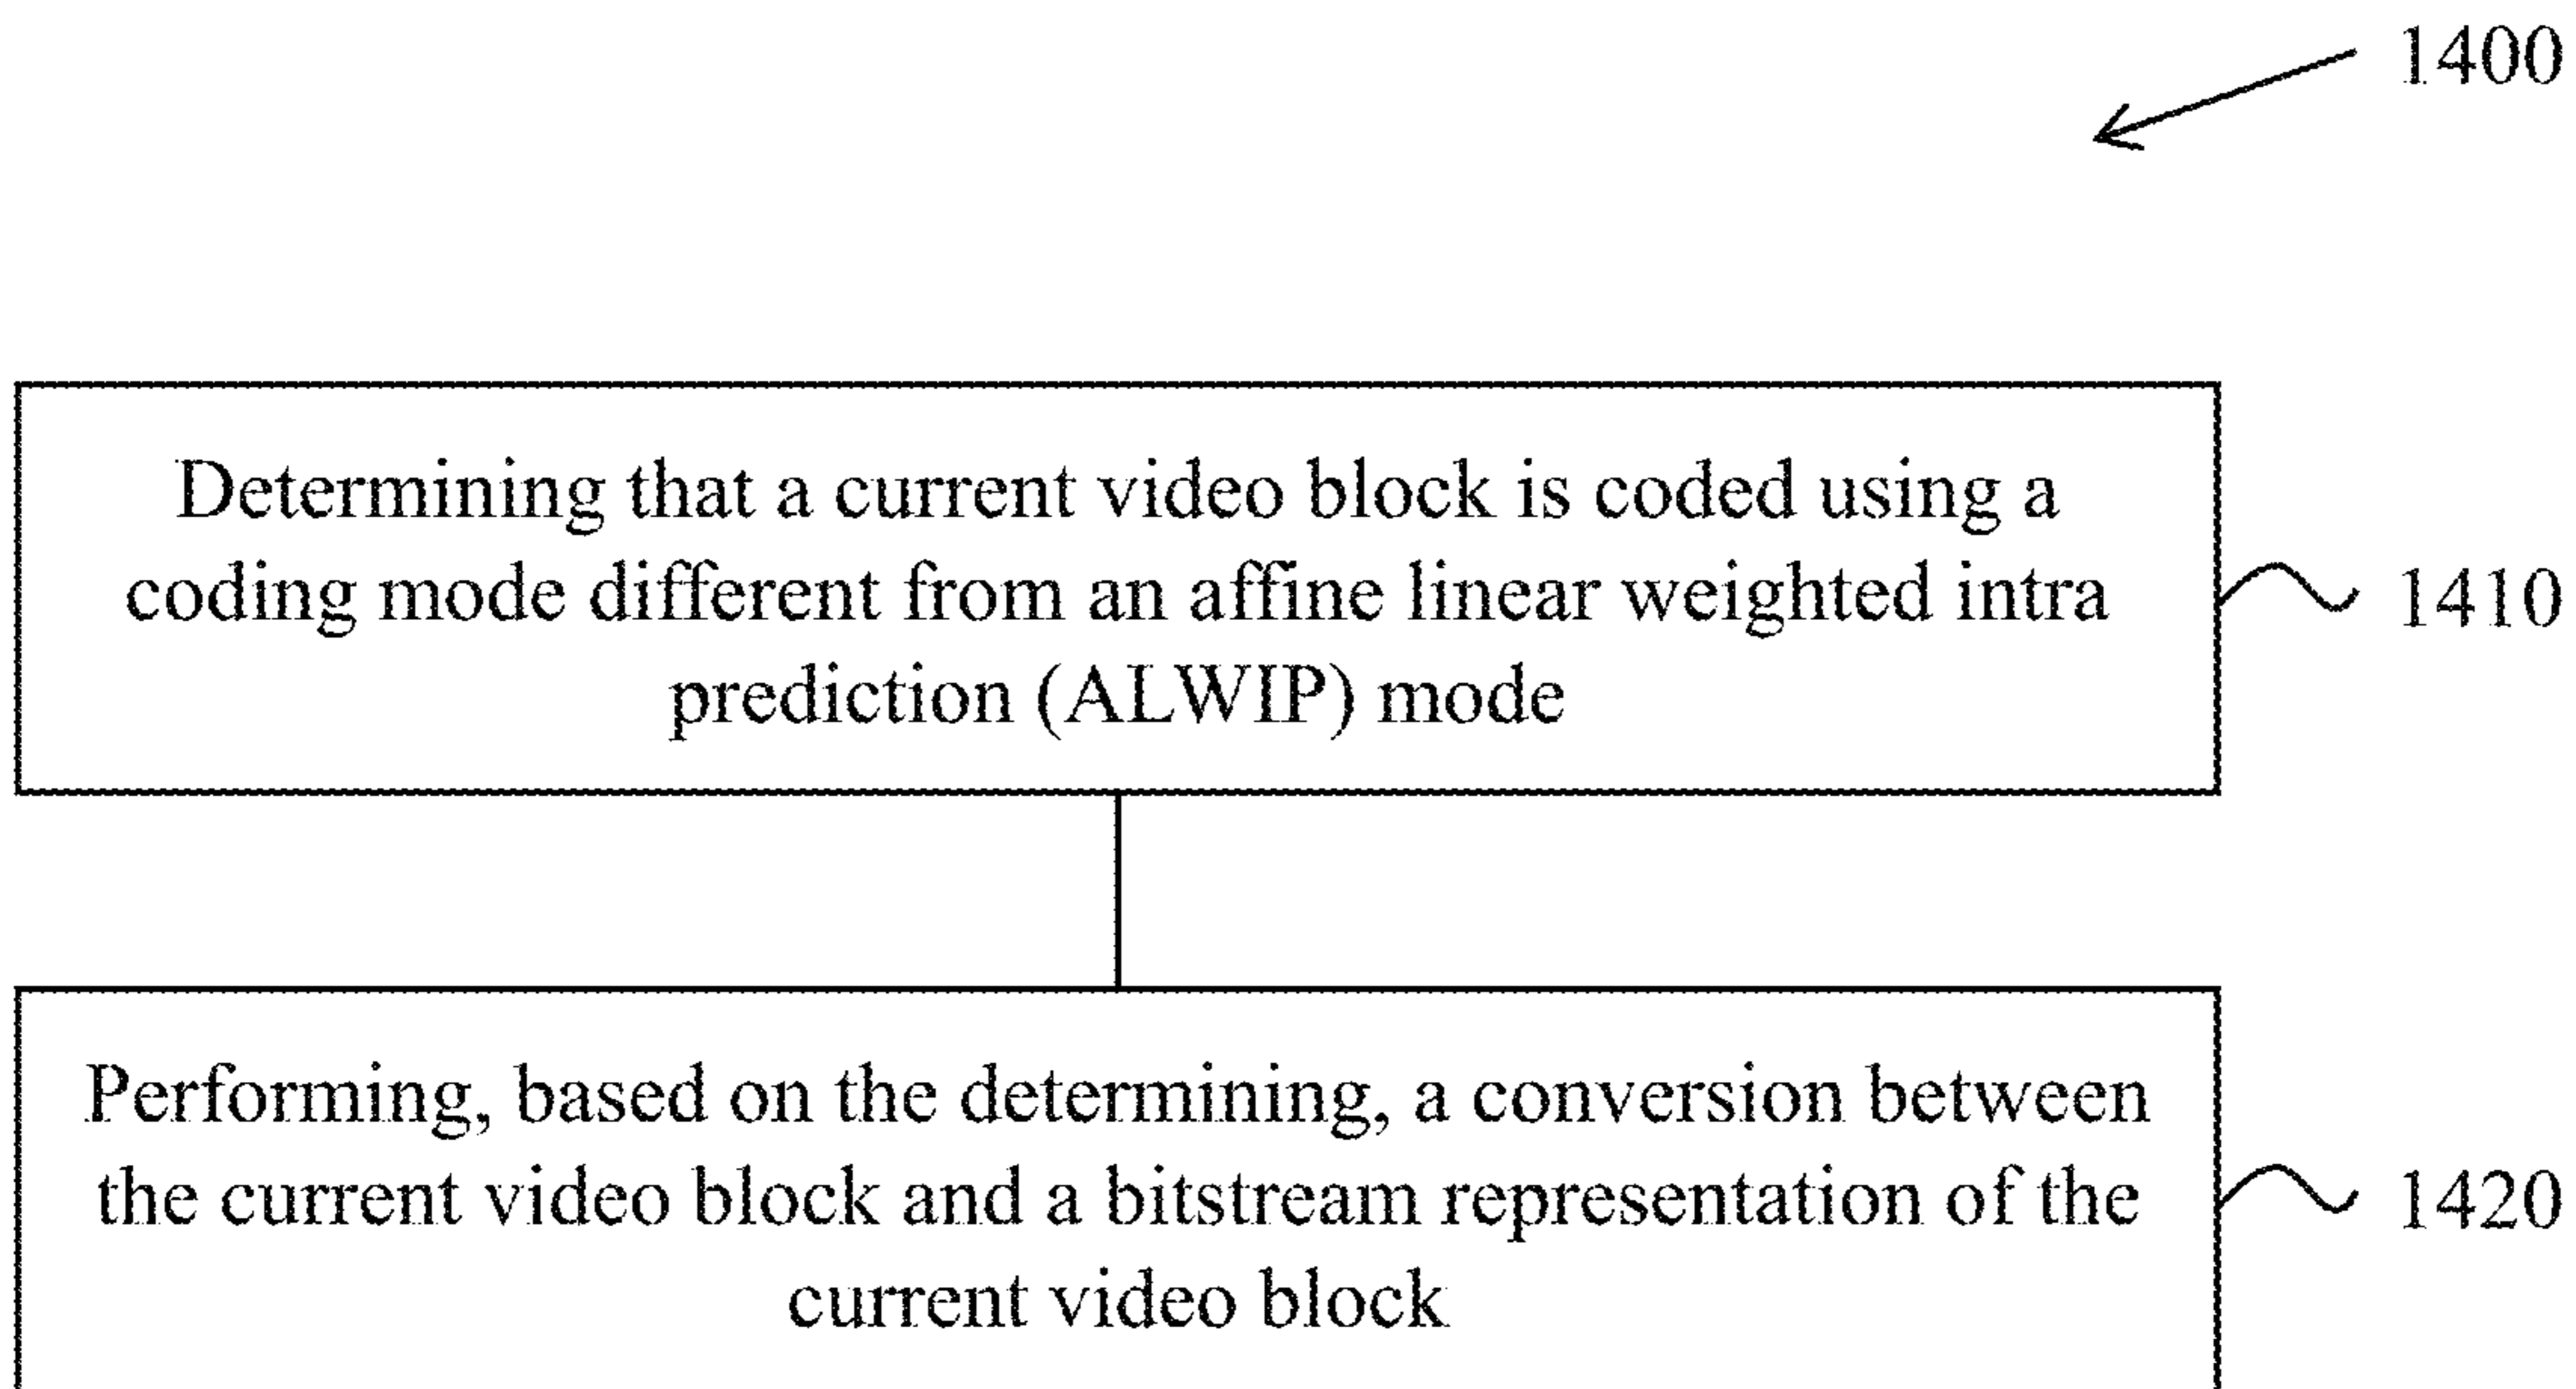 1400
Determining that a current video block is coded using a
coding mode different from an affine linear weighted intra
prediction (ALWIP) mode
1410
Performing, based on the determining, a conversion between
the current video block and a bitstream representation of the
current video block
1420